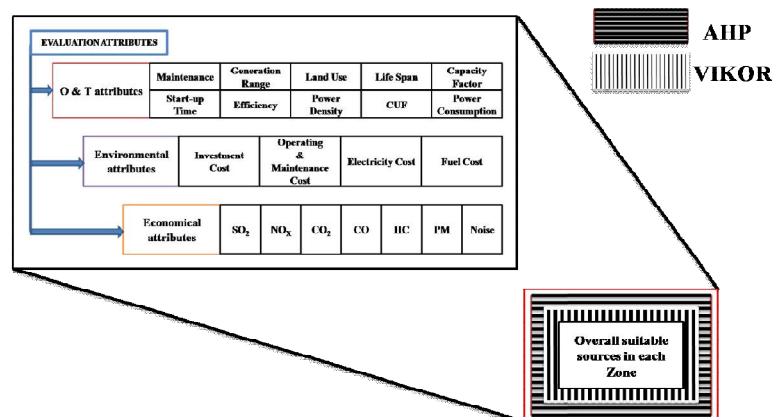 EVALUATION ATTRIBUTES
O & T attributes
Maintenance
Generation
Range
Land Use
Life Span
Capacity
Factor
Start-up
Time
Efficiency
Power
Density
CUF
Power
Consumption
Environmental
attributes
Investment
Cost
Operating
&
Maintenance
Cost
Electricity Cost
Fuel Cost
Economical
attributes
SO₂
NOₓ
CO₂
CO
HC
PM
Noise
AHP
VIKOR
Overall suitable
sources in each
Zone